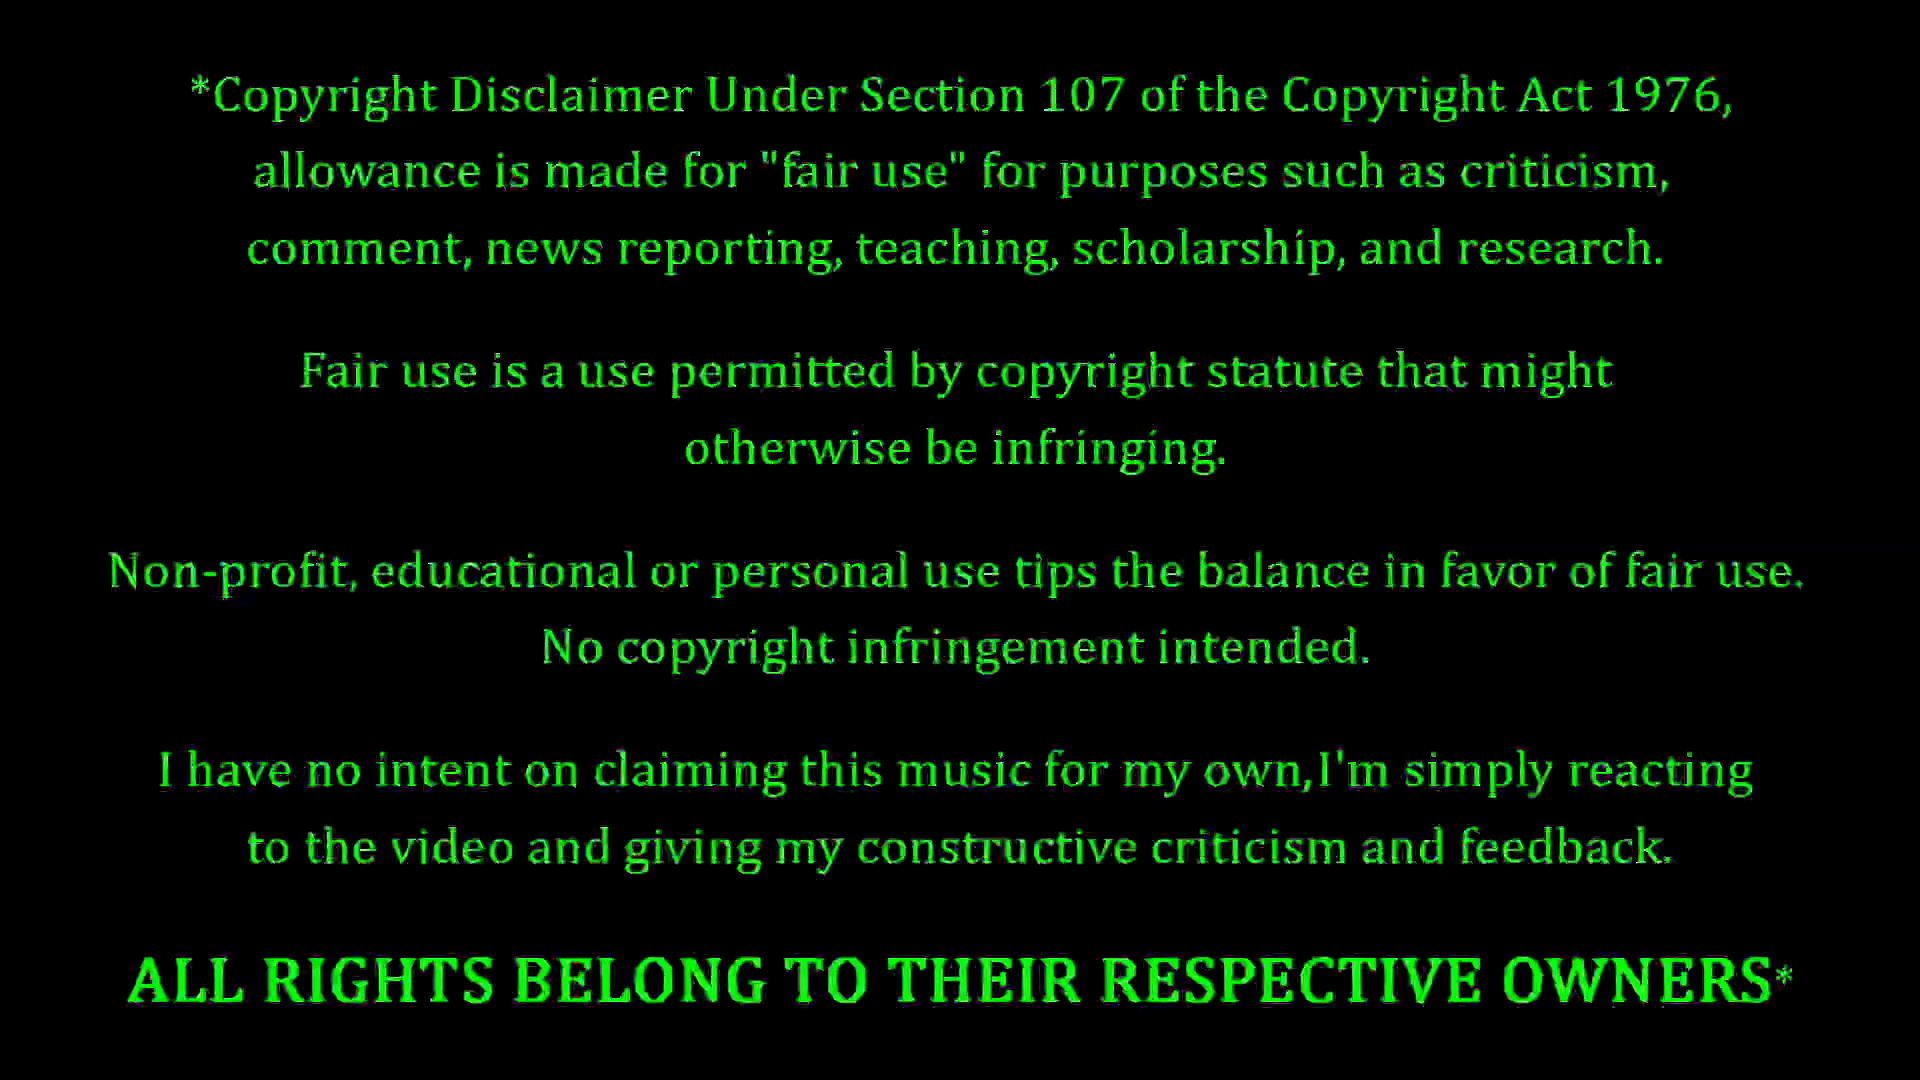 *Copyright Disclaimer Under Section 107 of the Copyright Act 1976,
allowance is made for "fair use" for purposes such as criticism,
comment, news reporting, teaching, scholarship, and research.
Fair use is a use permitted by copyright statute that might
otherwise be infringing.
Non-profit, educational or personal use tips the balance in favor of fair use.
No copyright infringement intended.
I have no intent on claiming this music for my own,I'm simply reacting
to the video and giving my constructive criticism and feedback.
ALL RIGHTS BELONG TO THEIR RESPECTIVE OWNERS*